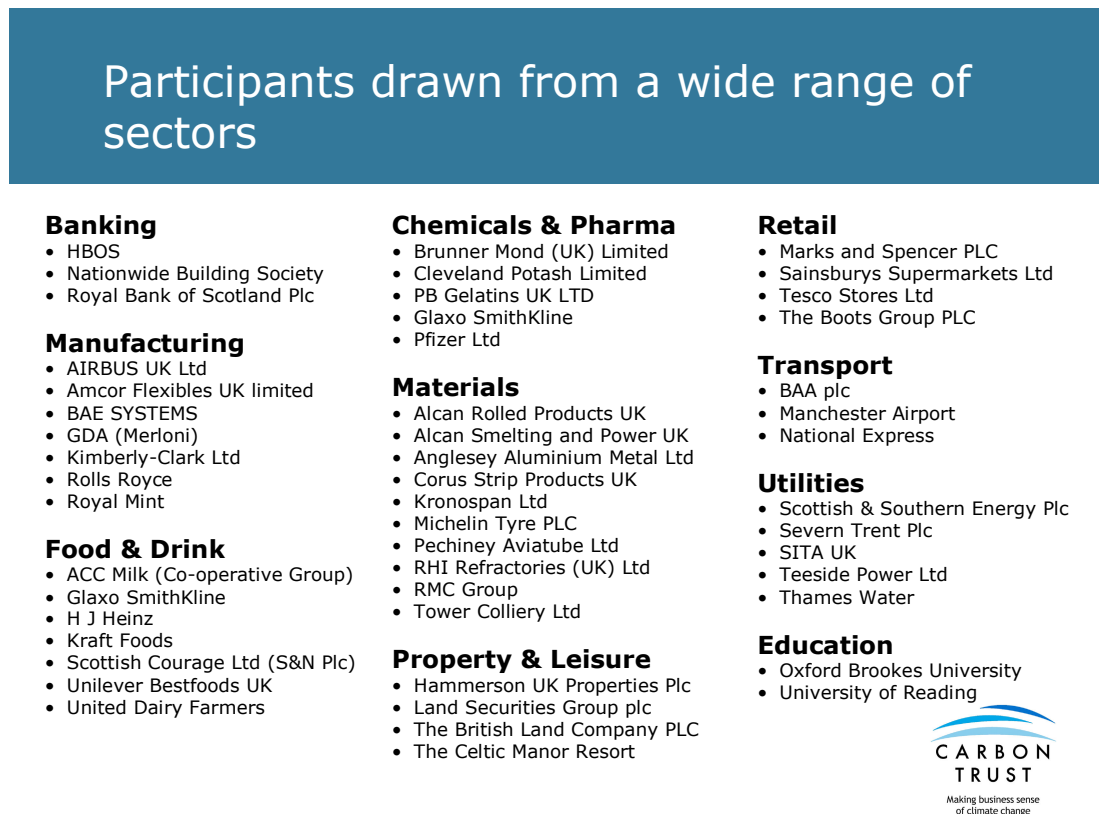 Participants drawn from a wide range of
sectors
Banking
• HBOS
• Nationwide Building Society
• Royal Bank of Scotland Plc
Manufacturing
• AIRBUS UK Ltd
• Amcor Flexibles UK limited
• BAE SYSTEMS
• GDA (Merloni)
• Kimberly-Clark Ltd
• Rolls Royce
• Royal Mint
Food & Drink
• ACC Milk (Co-operative Group)
• Glaxo SmithKline
• H J Heinz
• Kraft Foods
• Scottish Courage Ltd (S&N Plc)
• Unilever Bestfoods UK
• United Dairy Farmers
Chemicals & Pharma
• Brunner Mond (UK) Limited
• Cleveland Potash Limited
• PB Gelatins UK LTD
• Glaxo SmithKline
• Pfizer Ltd
Materials
• Alcan Rolled Products UK
• Alcan Smelting and Power UK
• Anglesey Aluminium Metal Ltd
• Corus Strip Products UK
• Kronospan Ltd
• Michelin Tyre PLC
• Pechiney Aviatube Ltd
• RHI Refractories (UK) Ltd
• RMC Group
• Tower Colliery Ltd
Property & Leisure
• Hammerson UK Properties Plc
• Land Securities Group plc
• The British Land Company PLC
• The Celtic Manor Resort
Retail
• Marks and Spencer PLC
• Sainsburys Supermarkets Ltd
• Tesco Stores Ltd
• The Boots Group PLC
Transport
• BAA plc
• Manchester Airport
• National Express
Utilities
• Scottish & Southern Energy Plc
• Severn Trent Plc
• SITA UK
• Teeside Power Ltd
• Thames Water
Education
• Oxford Brookes University
• University of Reading
CARBON
TRUST
Making business sense
of climate change